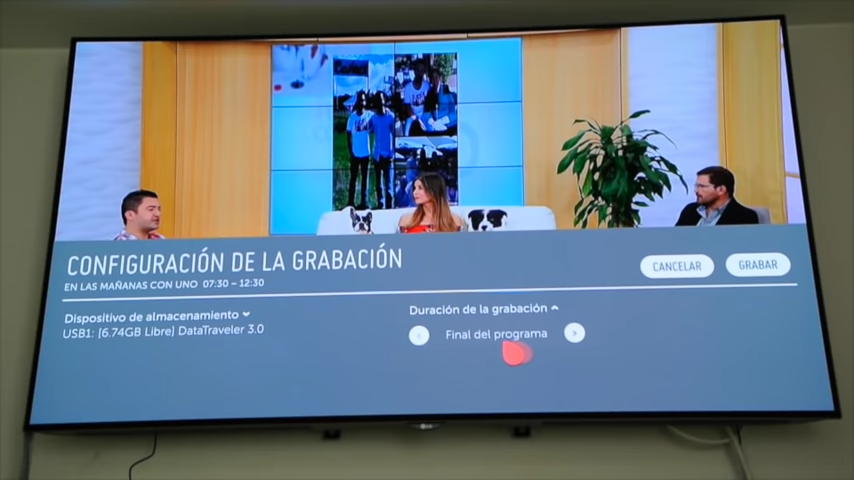 CONFIGURACIÓN DE LA GRABACIÓN
EN LAS MAÑANAS CON UNO 07:30 - 12:30
CANCELAR
GRABAR
Dispositivo de almacenamiento
USB1: [6.74GB Libre] DataTraveler 3.0
Duración de la grabación
Final del programa